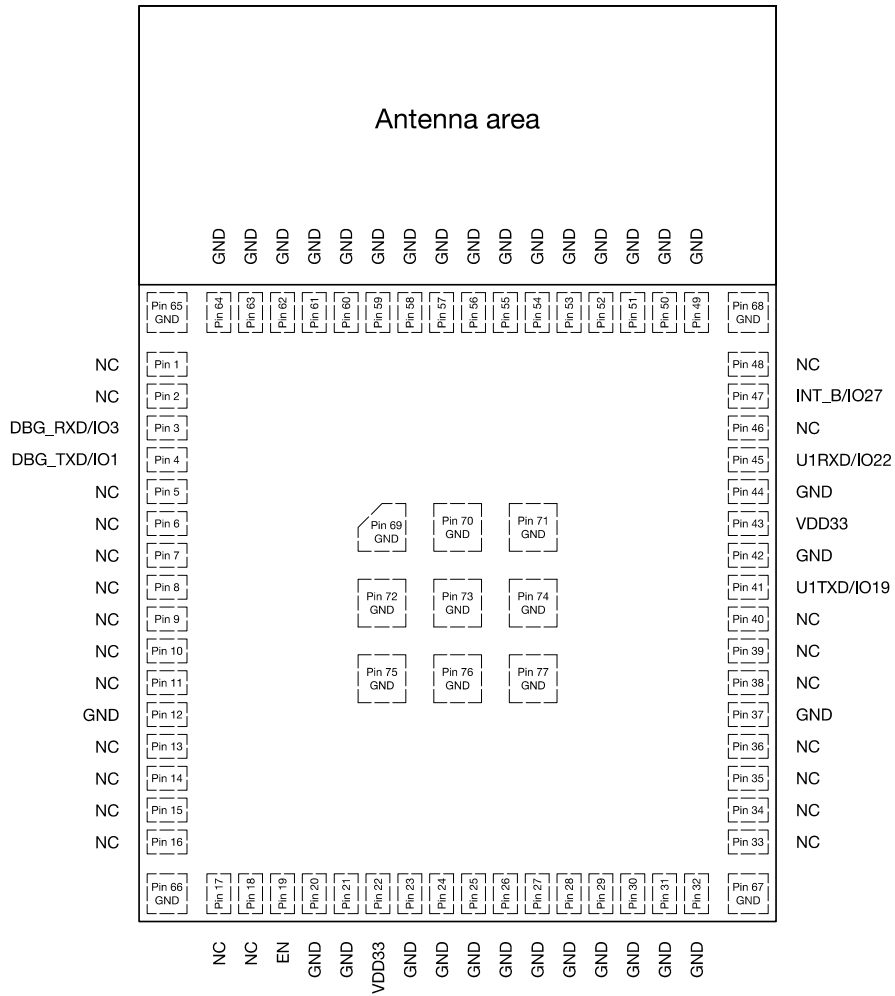 Antenna area
GND GND GND GND GND GND GND GND GND GND GND GND GND GND GND GND
Pin 65
GND
Pin 64 Pin 63 Pin 62 Pin 61 Pin 60 Pin 59 Pin 58 Pin 57 Pin 56 Pin 55 Pin 54 Pin 53 Pin 52 Pin 51 Pin 50 Pin 49
Pin 68
GND
NC Pin 1 Pin 48 NC
NC Pin 2 Pin 47 INT_B/IO27
DBG_RXD/IO3 Pin 3 Pin 46 NC
DBG_TXD/IO1 Pin 4 Pin 45 U1RXD/IO22
NC Pin 5 Pin 44 GND
NC Pin 6 Pin 43 VDD33
NC Pin 7 Pin 42 GND
NC Pin 8 Pin 41 U1TXD/IO19
NC Pin 9 Pin 40 NC
NC Pin 10 Pin 39 NC
NC Pin 11 Pin 38 NC
GND Pin 12 Pin 37 GND
NC Pin 13 Pin 36 NC
NC Pin 14 Pin 35 NC
NC Pin 15 Pin 34 NC
NC Pin 16 Pin 33 NC
Pin 69 Pin 70 Pin 71
GND GND GND
Pin 72 Pin 73 Pin 74
GND GND GND
Pin 75 Pin 76 Pin 77
GND GND GND
Pin 66
GND
Pin 17 Pin 18 Pin 19 Pin 20 Pin 21 Pin 22 Pin 23 Pin 24 Pin 25 Pin 26 Pin 27 Pin 28 Pin 29 Pin 30 Pin 31 Pin 32
Pin 67
GND
NC NC EN GND GND VDD33 GND GND GND GND GND GND GND GND GND GND